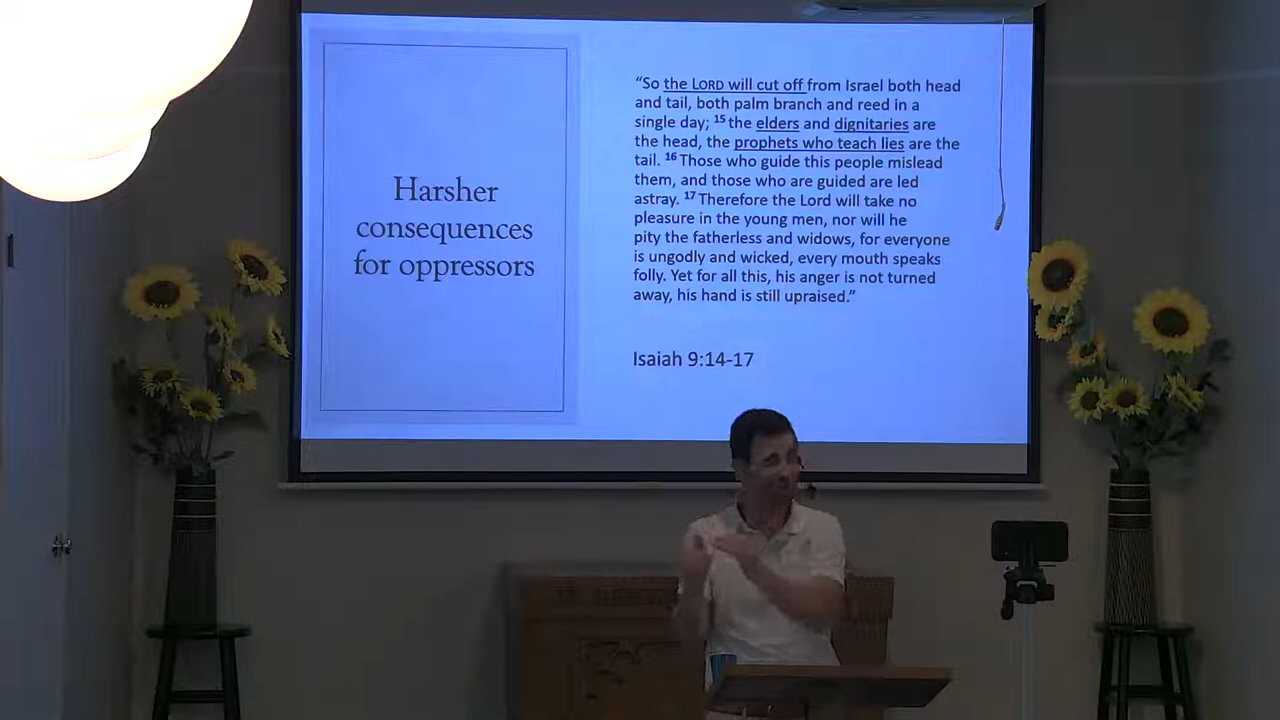 Harsher
consequences
for oppressors
“So the LORD will cut off from Israel both head
and tail, both palm branch and reed in a
single day; 15 the elders and dignitaries are
the head, the prophets who teach lies are the
tail. 16 Those who guide this people mislead
them, and those who are guided are led
astray. 17 Therefore the Lord will take no
pleasure in the young men, nor will he
pity the fatherless and widows, for everyone
is ungodly and wicked, every mouth speaks
folly. Yet for all this, his anger is not turned
away, his hand is still upraised.”
Isaiah 9:14-17